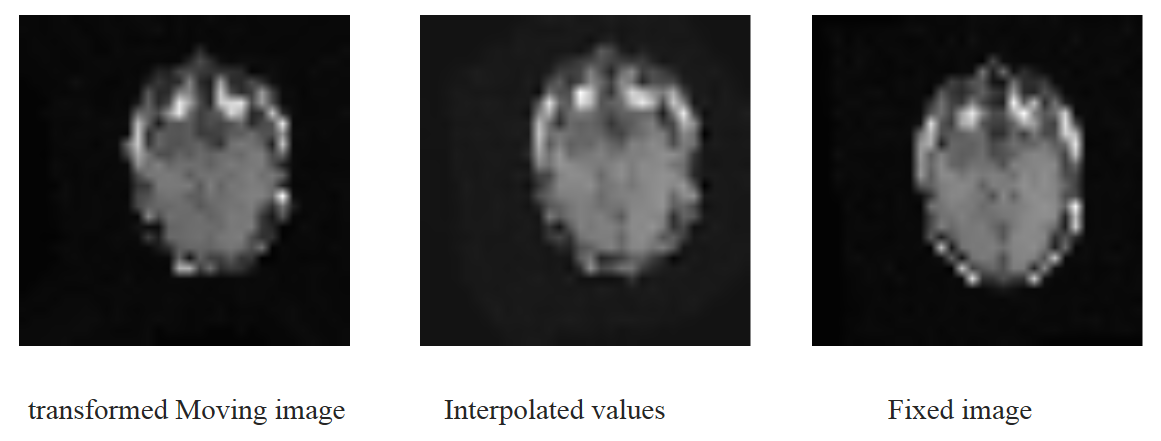 transformed Moving image
Interpolated values
Fixed image